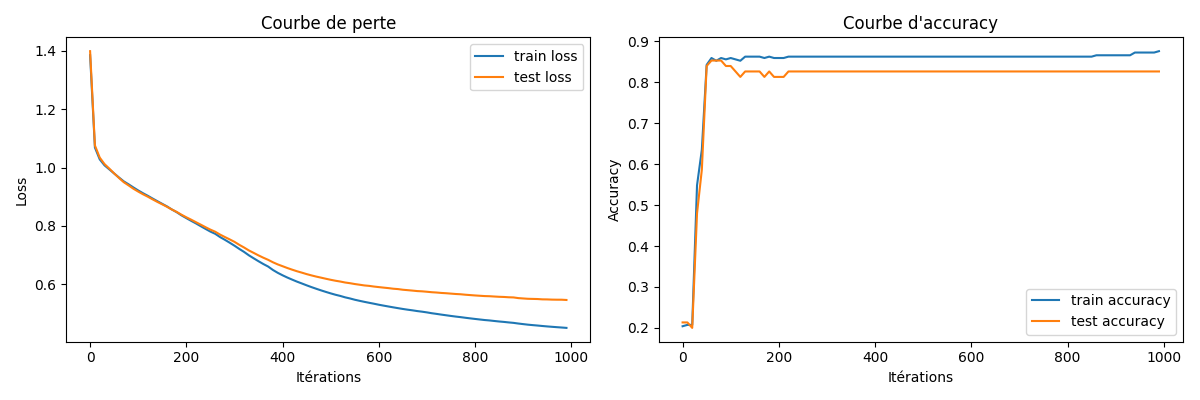 Courbe de perte
Loss
1.4
1.2
1.0
0.8
0.6
train loss
test loss
0
200
400
600
800
1000
Itérations
Courbe d'accuracy
Accuracy
0.9
0.8
0.7
0.6
0.5
0.4
0.3
0.2
train accuracy
test accuracy
0
200
400
600
800
1000
Itérations